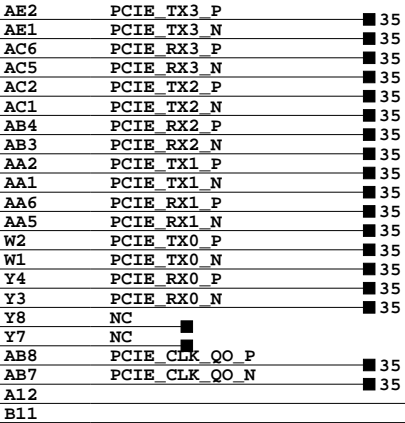 AE2 PCIE_TX3_P 35
AE1 PCIE_TX3_N 35
AC6 PCIE_RX3_P 35
AC5 PCIE_RX3_N 35
AC2 PCIE_TX2_P 35
AC1 PCIE_TX2_N 35
AB4 PCIE_RX2_P 35
AB3 PCIE_RX2_N 35
AA2 PCIE_TX1_P 35
AA1 PCIE_TX1_N 35
AA6 PCIE_RX1_P 35
AA5 PCIE_RX1_N 35
W2 PCIE_TX0_P 35
W1 PCIE_TX0_N 35
Y4 PCIE_RX0_P 35
Y3 PCIE_RX0_N 35
Y8 NC
Y7 NC
AB8 PCIE_CLK_QO_P 35
AB7 PCIE_CLK_QO_N 35
A12
B11